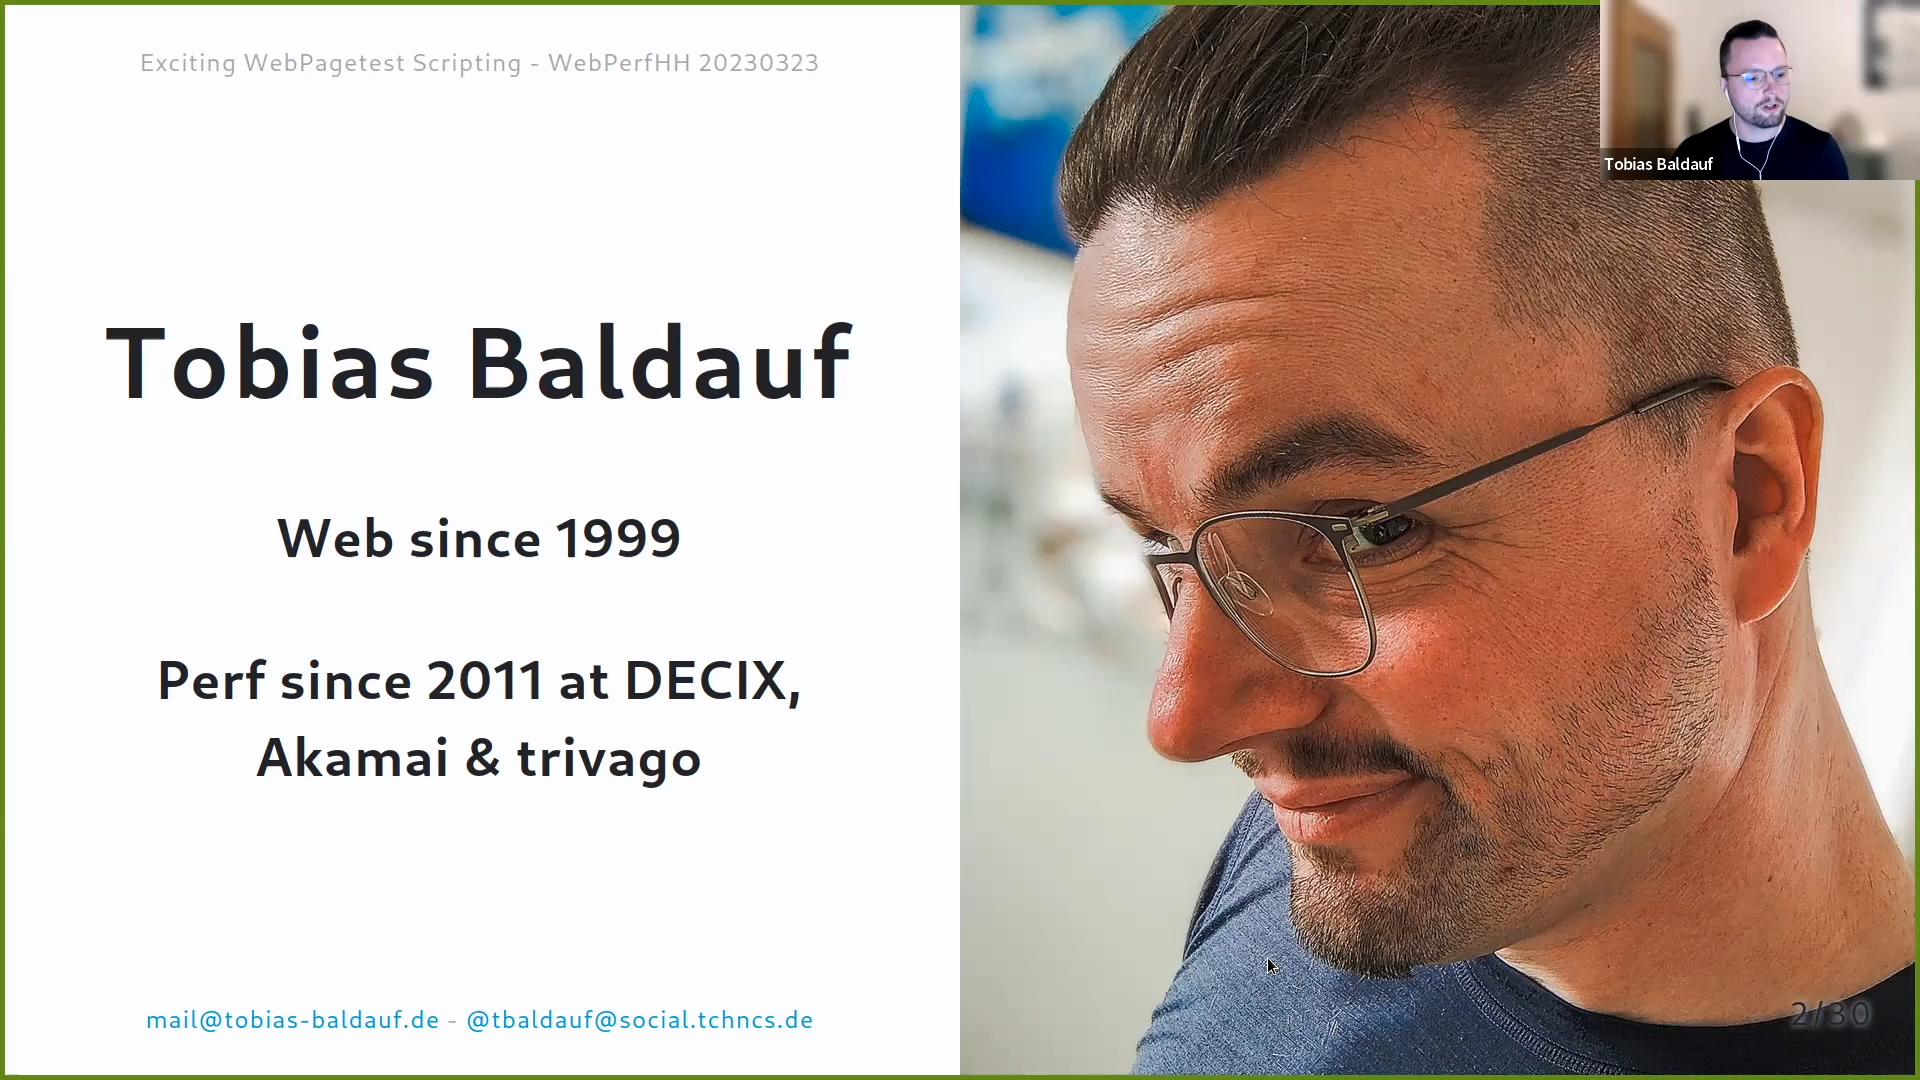 Exciting WebPagetest Scripting - WebPerfHH 20230323
Tobias Baldauf
Tobias Baldauf
Web since 1999
Perf since 2011 at DECIX,
Akamai & trivago
mail@tobias-baldauf.de - @tbaldauf@social.tchncs.de
2/30